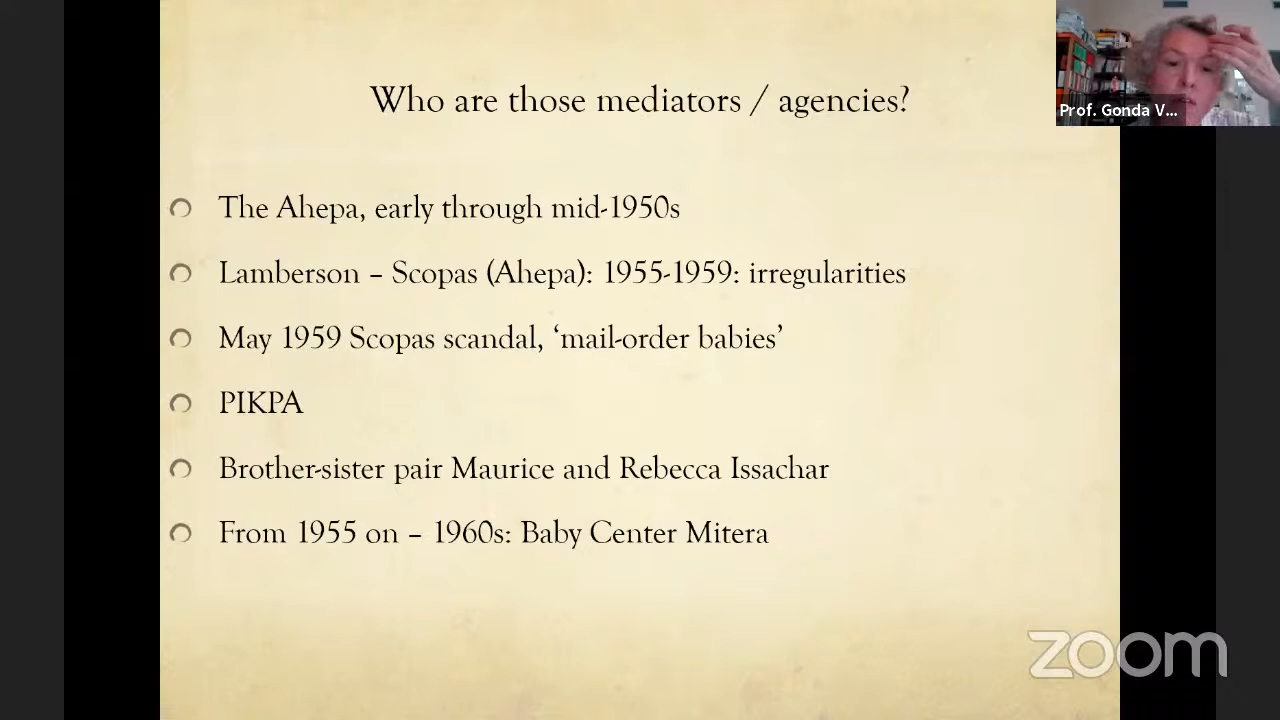 Who are those mediators / agencies?
Prof. Gonda V...
The Ahepa, early through mid-1950s
Lamberson – Scopas (Ahepa): 1955-1959: irregularities
May 1959 Scopas scandal, ‘mail-order babies’
PIKPA
Brother-sister pair Maurice and Rebecca Issachar
From 1955 on – 1960s: Baby Center Mitera
zoom